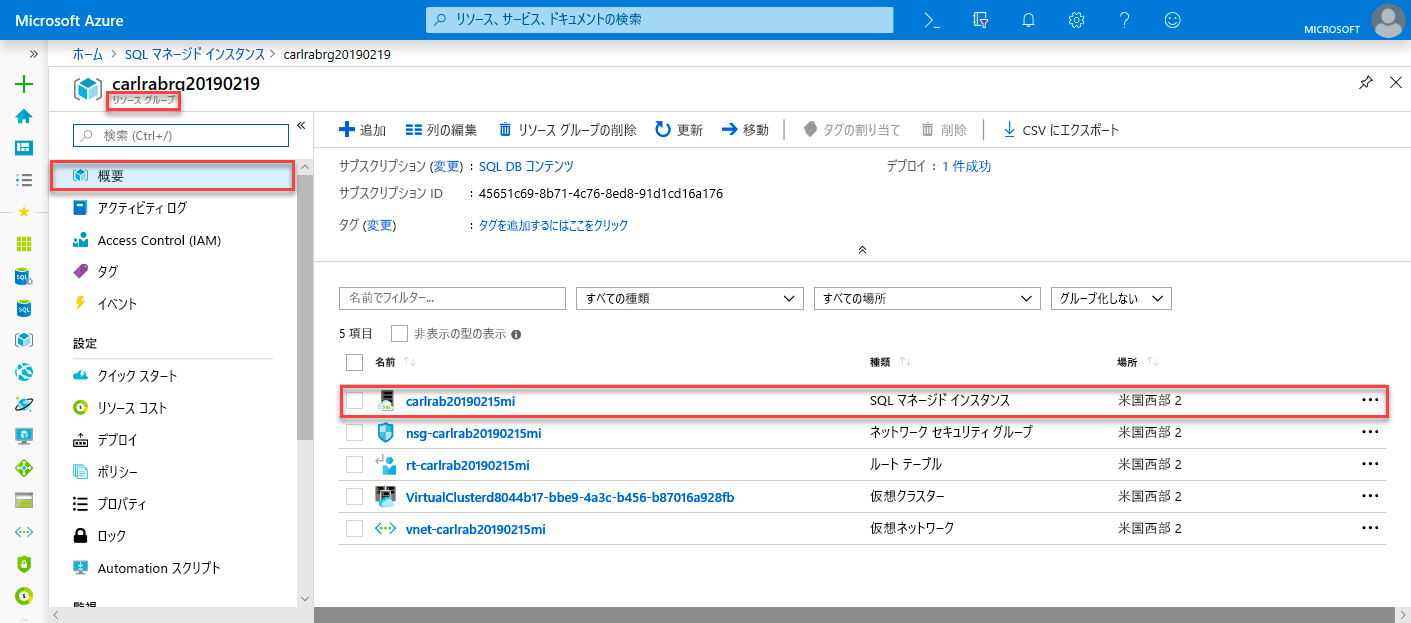 Microsoft Azure
リソース、サービス、ドキュメントの検索
MICROSOFT
ホーム > SQL マネージド インスタンス > carlrabrg20190219
carlrabrg20190219
リソース グループ
検索 (Ctrl+/)
概要
アクティビティ ログ
Access Control (IAM)
タグ
イベント
設定
クイック スタート
リソース コスト
デプロイ
ポリシー
プロパティ
ロック
Automation スクリプト
監視
追加 列の編集 リソース グループの削除 更新 移動 タグの割り当て 削除 CSV にエクスポート
サブスクリプション (変更) : SQL DB コンテンツ
デプロイ : 1 件成功
サブスクリプション ID : 45651c69-8b71-4c76-8ed8-91d1cd16a176
タグ (変更) : タグを追加するにはここをクリック
名前でフィルター... すべての種類 すべての場所 グループ化しない
5 項目 非表示の型の表示
名前 種類 場所
carlrab20190215mi SQL マネージド インスタンス 米国西部 2
nsg-carlrab20190215mi ネットワーク セキュリティ グループ 米国西部 2
rt-carlrab20190215mi ルート テーブル 米国西部 2
VirtualClusterd8044b17-bbe9-4a3c-b456-b87016a928fb 仮想クラスター 米国西部 2
vnet-carlrab20190215mi 仮想ネットワーク 米国西部 2